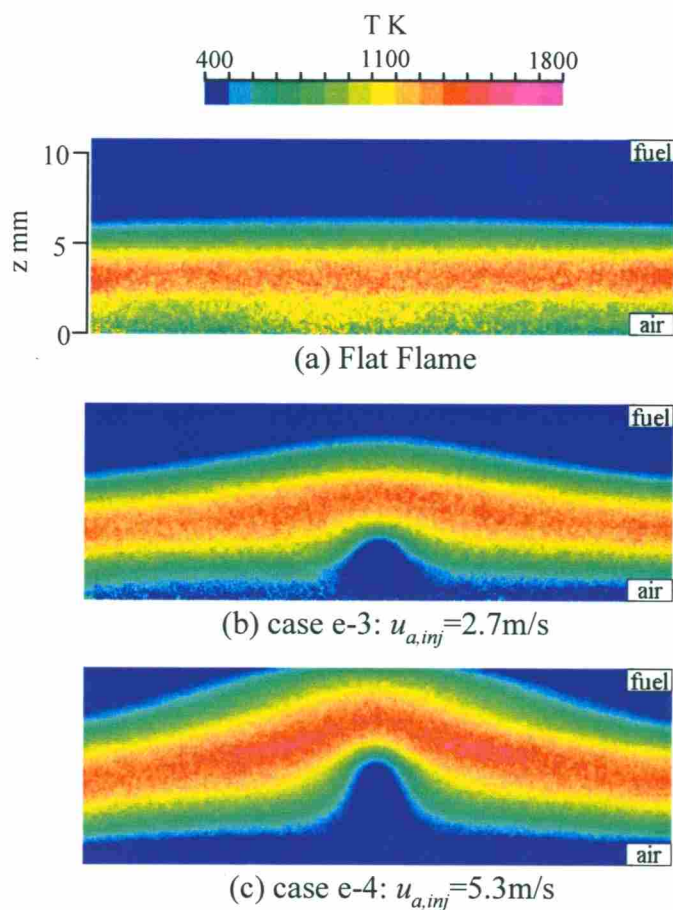 T K
400 1100 1800
fuel
10
5
z mm
0
air
(a) Flat Flame
fuel
air
(b) case e-3: u_a,inj=2.7m/s
fuel
air
(c) case e-4: u_a,inj=5.3m/s